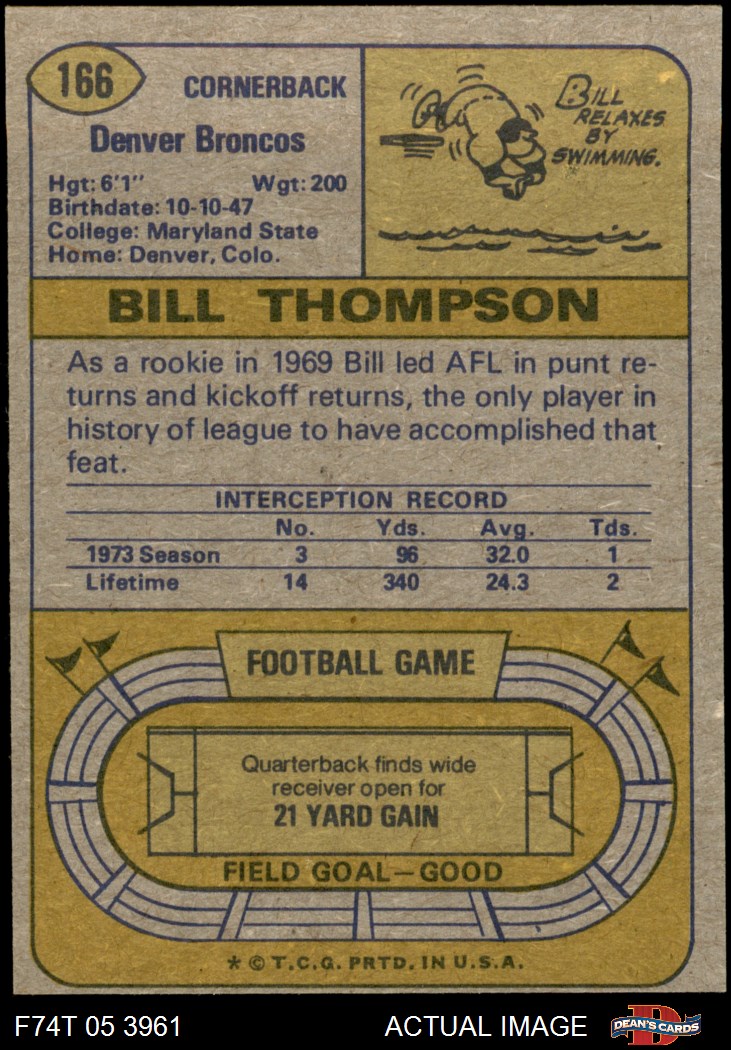 166
CORNERBACK
Denver Broncos
Hgt: 6'1" Wgt: 200
Birthdate: 10-10-47
College: Maryland State
Home: Denver, Colo.
BILL
RELAXES
BY
SWIMMING.
BILL THOMPSON
As a rookie in 1969 Bill led AFL in punt re-
turns and kickoff returns, the only player in
history of league to have accomplished that
feat.
INTERCEPTION RECORD
No. Yds. Avg. Tds.
1973 Season 3 96 32.0 1
Lifetime 14 340 24.3 2
FOOTBALL GAME
Quarterback finds wide
receiver open for
21 YARD GAIN
FIELD GOAL—GOOD
* © T.C.G. PRTD. IN U.S.A.
F74T 05 3961 ACTUAL IMAGE
D
DEAN'S CARDS